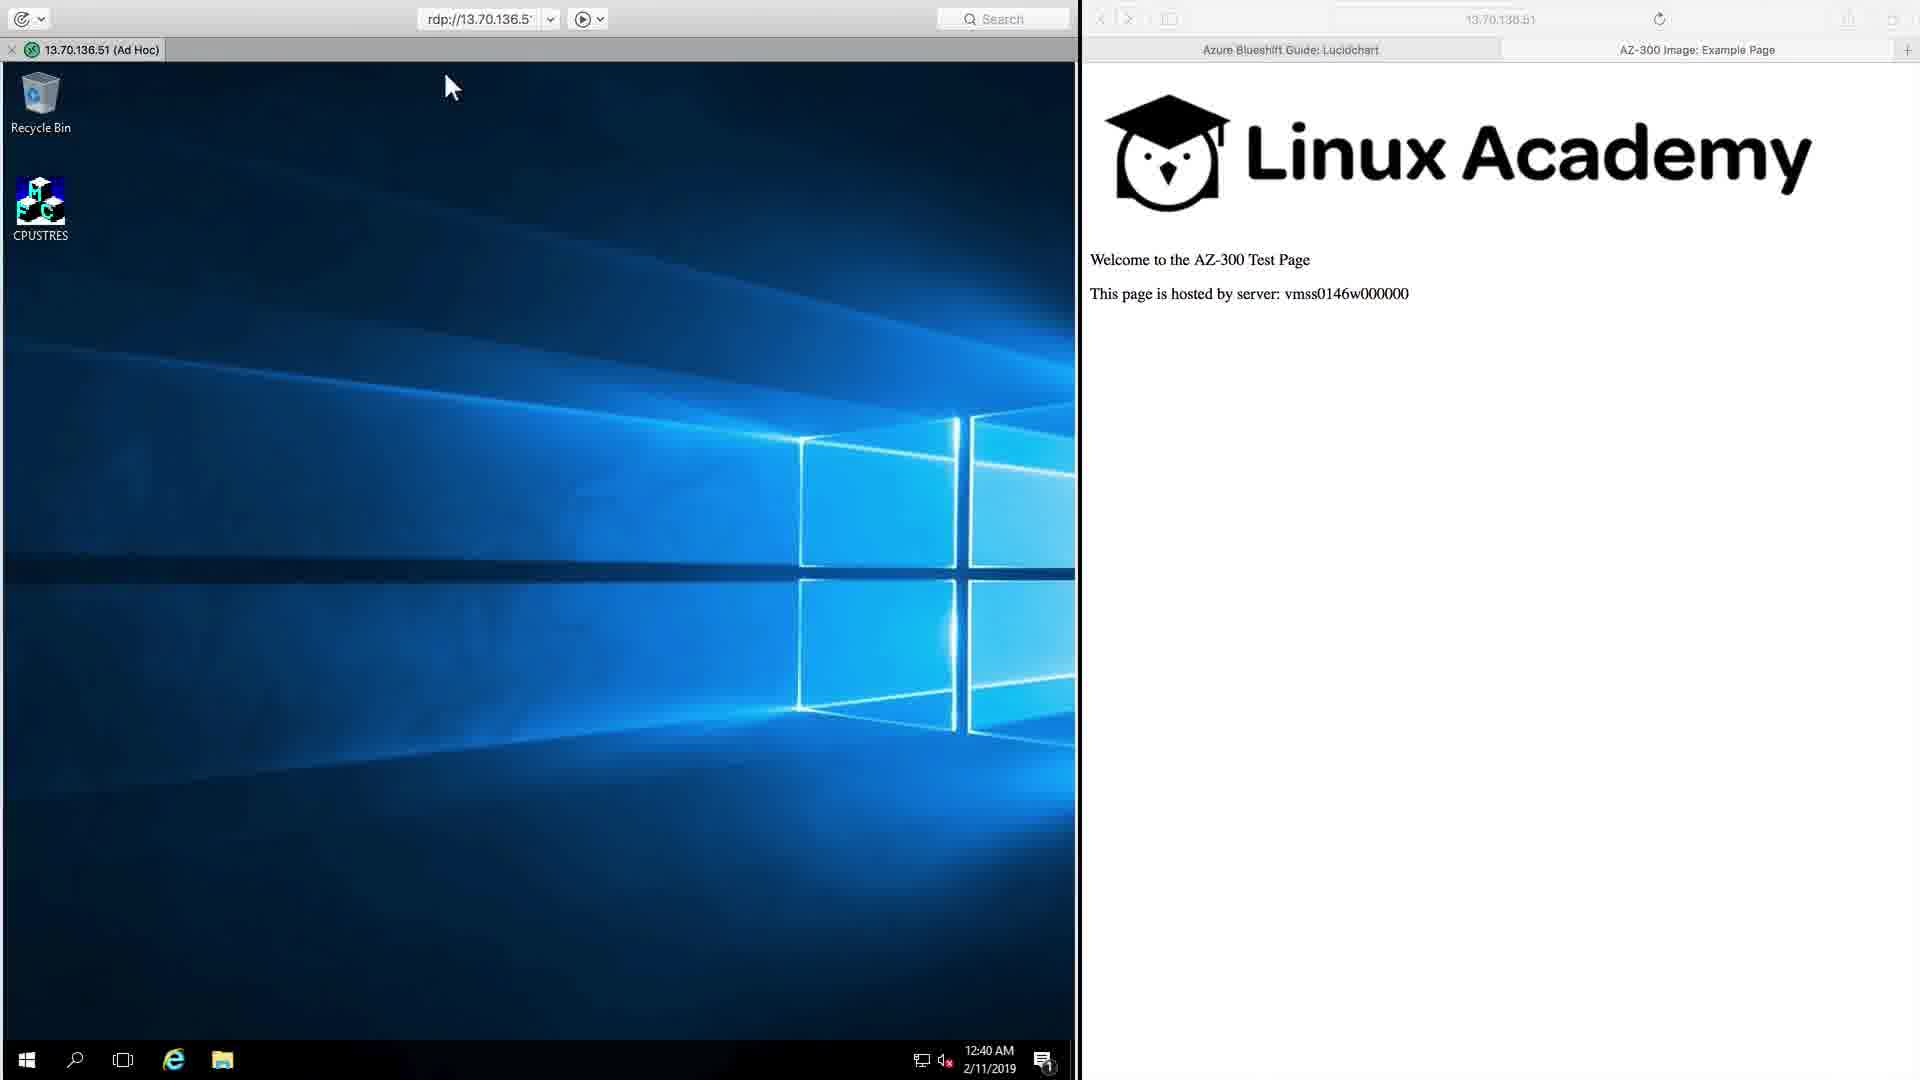 rdp://13.70.136.5
Search
13.70.136.51
13.70.136.51 (Ad Hoc)
Azure Blueshift Guide: Lucidchart
AZ-300 Image: Example Page
Recycle Bin
M
F C
CPUSTRES
Linux Academy
Welcome to the AZ-300 Test Page
This page is hosted by server: vmss0146w000000
12:40 AM
2/11/2019
1